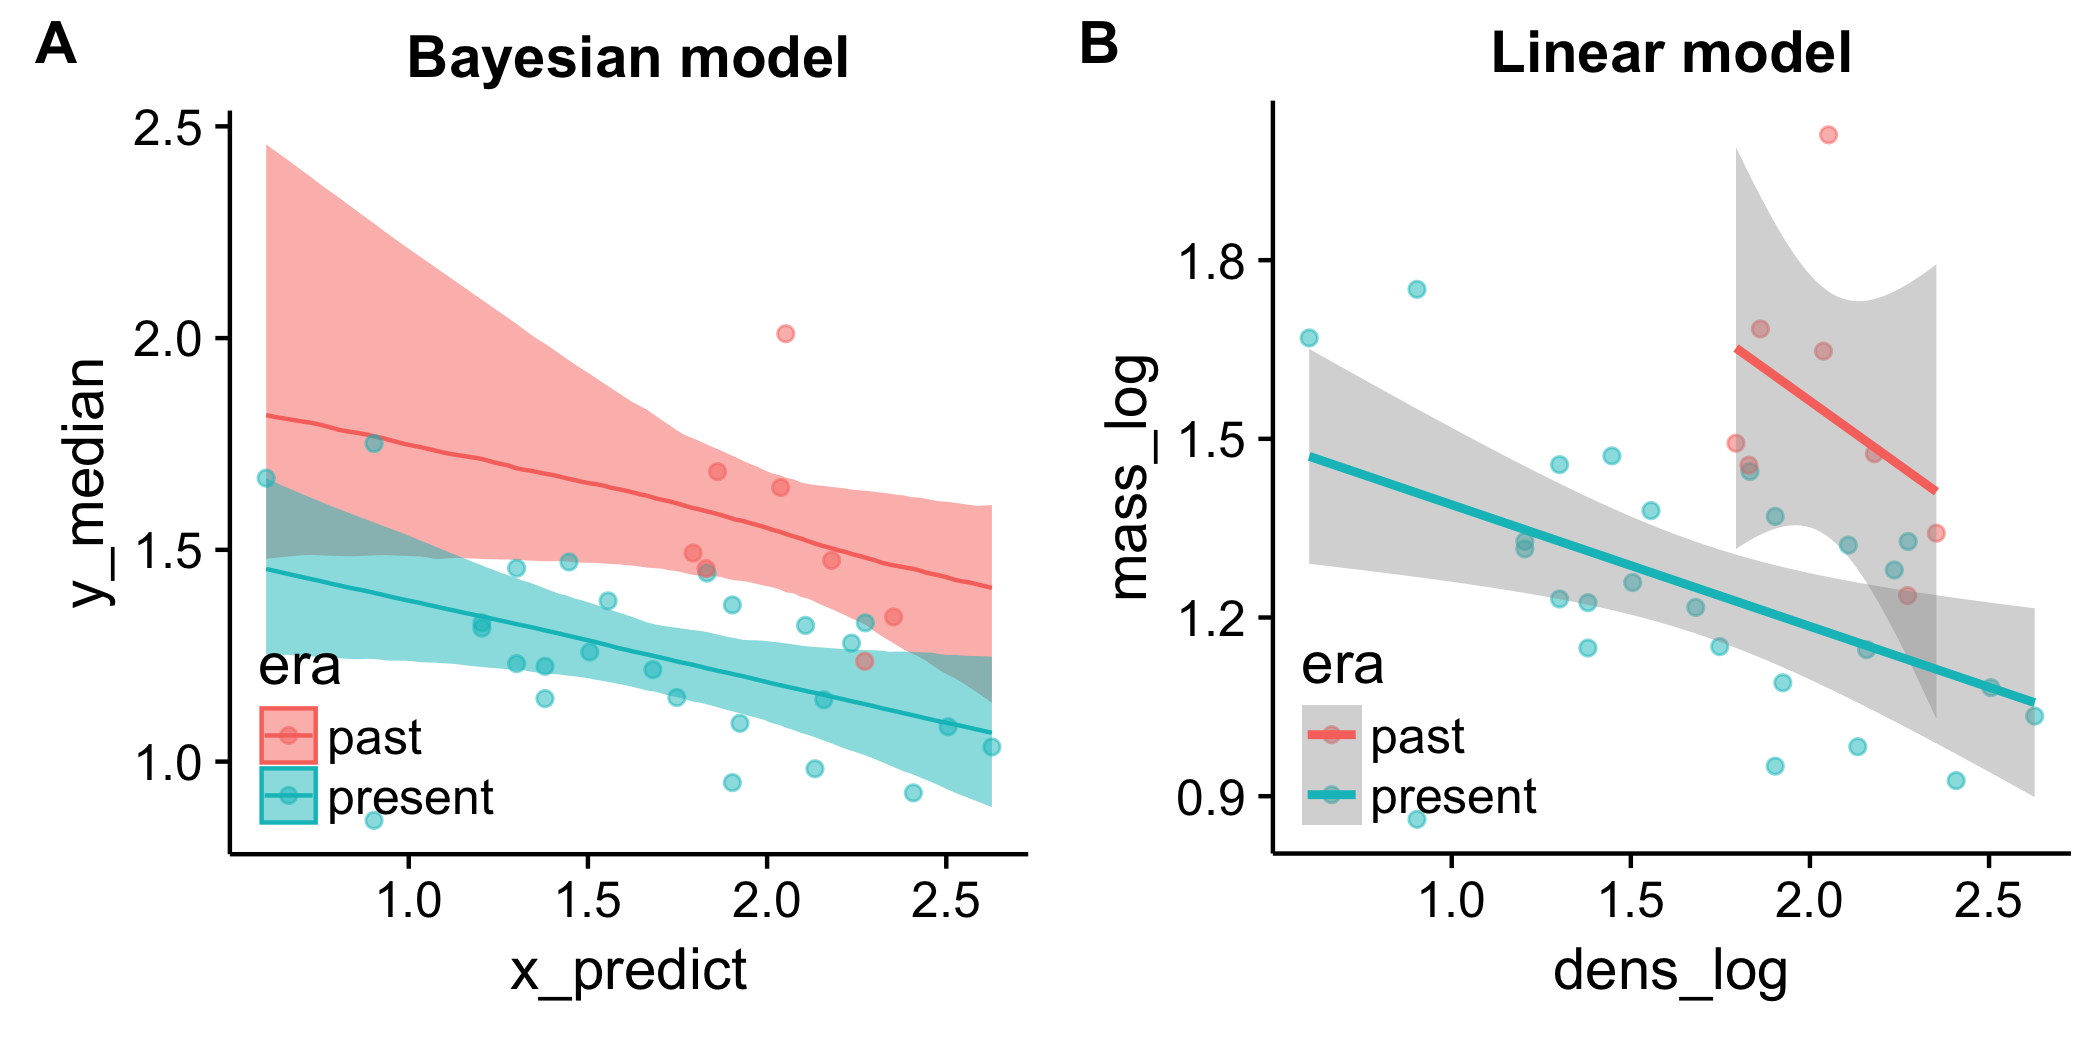 A
Bayesian model
2.5
2.0
1.5
1.0
y_median
era
past
present
1.0 1.5 2.0 2.5
x_predict
B
Linear model
1.8
1.5
1.2
0.9
mass_log
era
past
present
1.0 1.5 2.0 2.5
dens_log